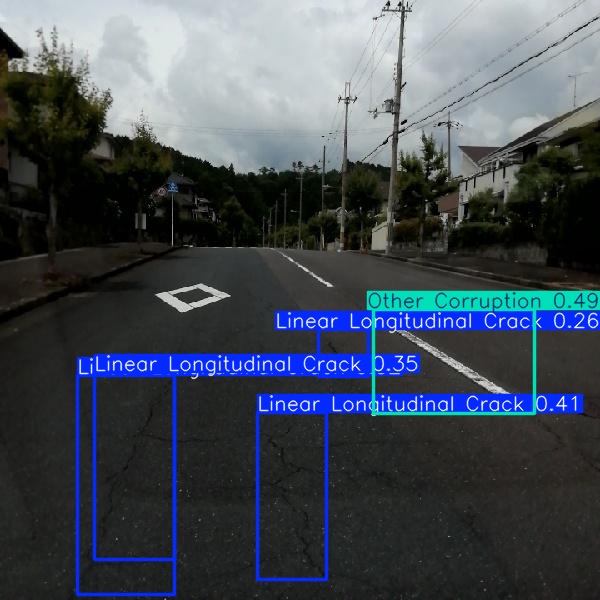 Other Corruption 0.49
Linear Longitudinal Crack 0.26
Linear Longitudinal Crack 0.35
Linear Longitudinal Crack 0.41